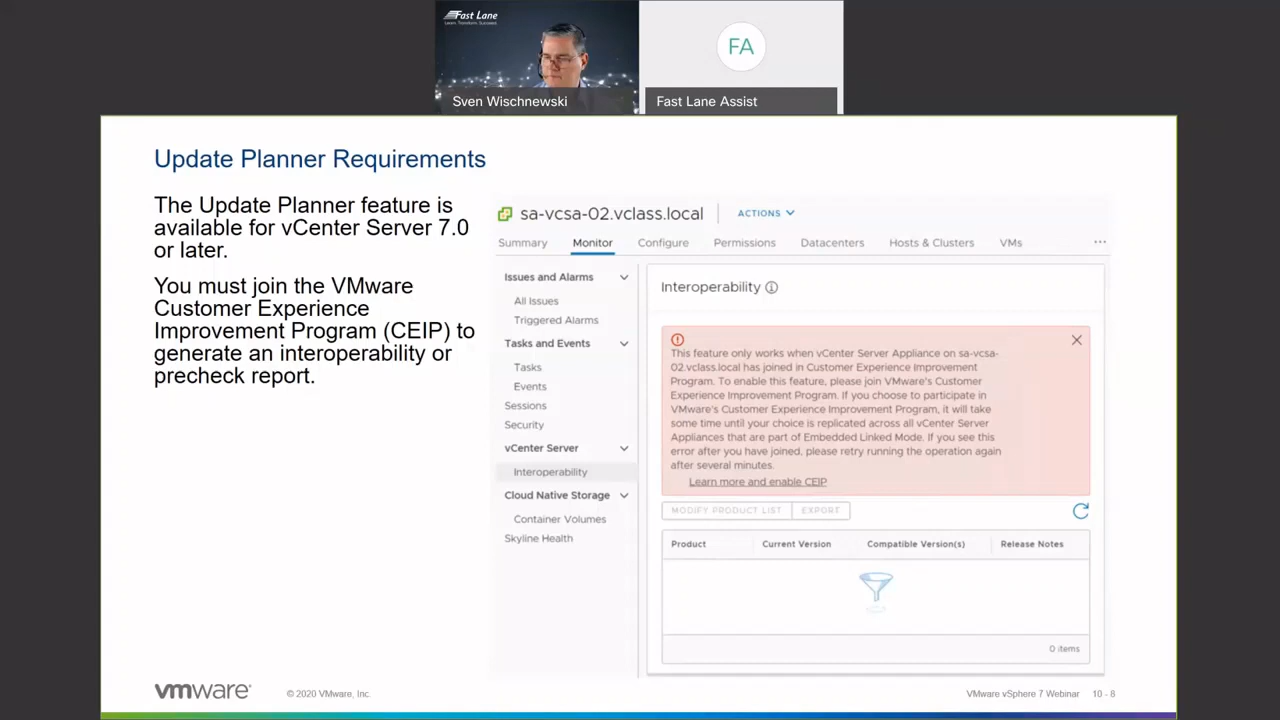 Fast Lane
Learn. Transform. Succeed.
Sven Wischnewski
FA
Fast Lane Assist
Update Planner Requirements
The Update Planner feature is
available for vCenter Server 7.0
or later.
You must join the VMware
Customer Experience
Improvement Program (CEIP) to
generate an interoperability or
precheck report.
sa-vcsa-02.vclass.local
ACTIONS
Summary Monitor Configure Permissions Datacenters Hosts & Clusters VMs ...
Issues and Alarms
All Issues
Triggered Alarms
Tasks and Events
Tasks
Events
Sessions
Security
vCenter Server
Interoperability
Cloud Native Storage
Container Volumes
Skyline Health
Interoperability
This feature only works when vCenter Server Appliance on sa-vcsa-
02.vclass.local has joined in Customer Experience Improvement
Program. To enable this feature, please join VMware's Customer
Experience Improvement Program. If you choose to participate in
VMware's Customer Experience Improvement Program, it will take
some time until your choice is replicated across all vCenter Server
Appliances that are part of Embedded Linked Mode. If you see this
error after you have joined, please retry running the operation again
after several minutes.
Learn more and enable CEIP
MODIFY PRODUCT LIST EXPORT
Product Current Version Compatible Version(s) Release Notes
0 items
vmware®
© 2020 VMware, Inc.
VMware vSphere 7 Webinar 10 - 8